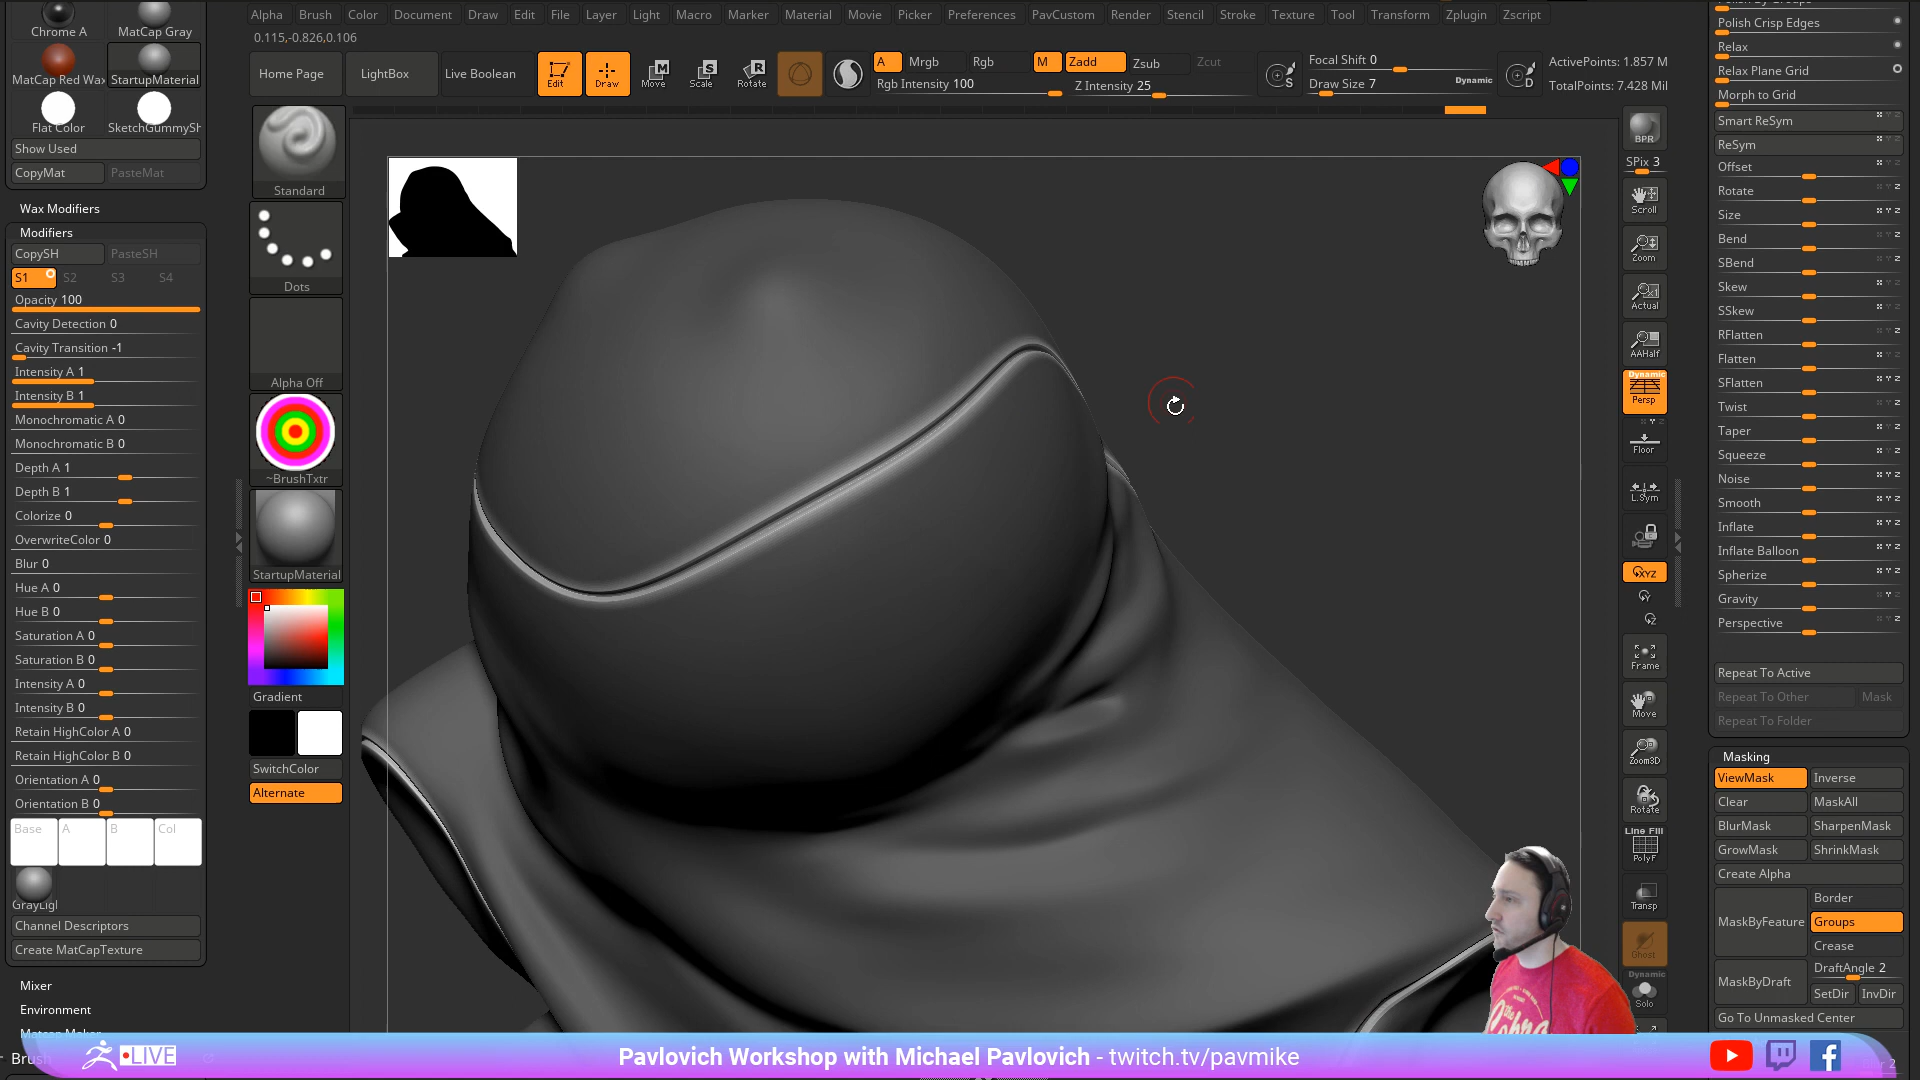 Alpha Brush Color Document Draw Edit File Layer Light Macro Marker Material Movie Picker Preferences PavCustom Render Stencil Stroke Texture Tool Transform Zplugin Zscript
0.115,-0.826,0.106
Home Page LightBox Live Boolean Edit Draw Move Scale Rotate
A Mrgb Rgb M Zadd Zsub Zcut
Rgb Intensity 100 Z Intensity 25
Focal Shift 0
Draw Size 7 Dynamic
ActivePoints: 1.857 Mil
TotalPoints: 7.428 Mil
Chrome A MatCap Gray
MatCap Red Wax StartupMaterial
Flat Color SketchGummySh
Show Used
CopyMat PasteMat
Wax Modifiers
Modifiers
CopySH PasteSH
S1 S2 S3 S4
Opacity 100
Cavity Detection 0
Cavity Transition -1
Intensity A 1
Intensity B 1
Monochromatic A 0
Monochromatic B 0
Depth A 1
Depth B 1
Colorize 0
OverwriteColor 0
Blur 0
Hue A 0
Hue B 0
Saturation A 0
Saturation B 0
Intensity A 0
Intensity B 0
Retain HighColor A 0
Retain HighColor B 0
Orientation A 0
Orientation B 0
Base A B Col
GrayLigl
Channel Descriptors
Create MatCapTexture
Mixer
Environment
Matcap Maker
Brus
Standard
Dots
Alpha Off
~BrushTxtr
StartupMaterial
Gradient
SwitchColor
Alternate
BPR
SPix 3
Scroll
Zoom
Actual
AAHalf
Dynamic
Persp
Floor
L.Sym
XYZ
Y
Z
Frame
Move
Zoom3D
Rotate
Line Fill
PolyF
Transp
Ghost
Dynamic
Solo
Polish By Groups
Polish Crisp Edges
Relax
Relax Plane Grid
Morph to Grid
Smart ReSym
ReSym
Offset
Rotate
Size
Bend
SBend
Skew
SSkew
RFlatten
Flatten
SFlatten
Twist
Taper
Squeeze
Noise
Smooth
Inflate
Inflate Balloon
Spherize
Gravity
Perspective
Repeat To Active
Repeat To Other Mask
Repeat To Folder
Masking
ViewMask Inverse
Clear MaskAll
BlurMask SharpenMask
GrowMask ShrinkMask
Create Alpha
MaskByFeature Border
Groups
Crease
MaskByDraft DraftAngle 2
SetDir InvDir
Go To Unmasked Center
LIVE
Pavlovich Workshop with Michael Pavlovich - twitch.tv/pavmike